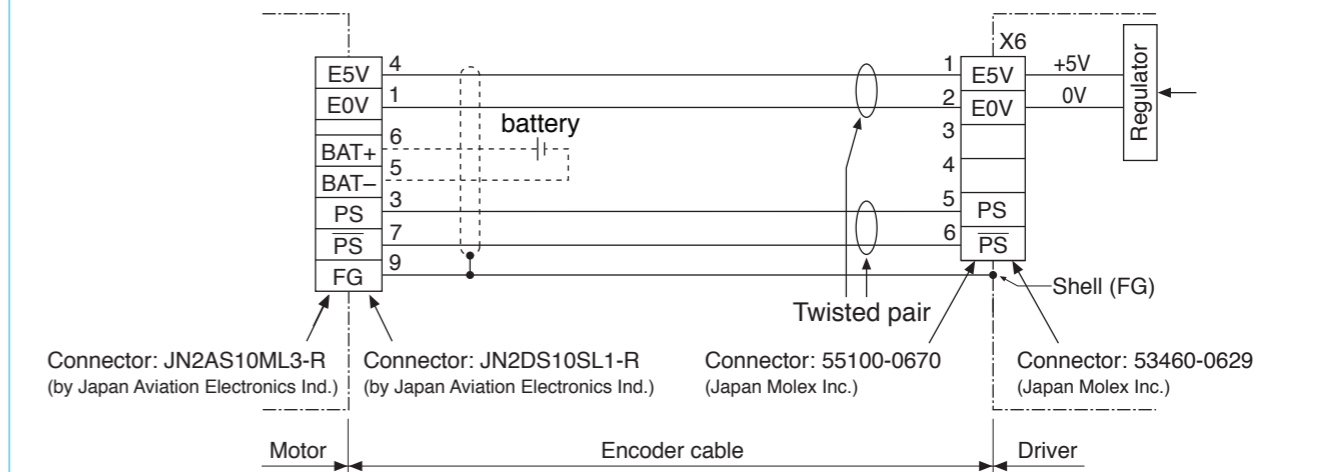 X6
E5V 4 1 E5V +5V
E0V 1 2 E0V 0V
Regulator
battery
3
BAT+ 6
4
BAT– 5
PS 3 5 PS
P̅S̅ 7 6 P̅S̅
FG 9
Shell (FG)
Twisted pair
Connector: JN2AS10ML3-R Connector: JN2DS10SL1-R Connector: 55100-0670 Connector: 53460-0629
(by Japan Aviation Electronics Ind.) (by Japan Aviation Electronics Ind.) (Japan Molex Inc.) (Japan Molex Inc.)
Motor Encoder cable Driver